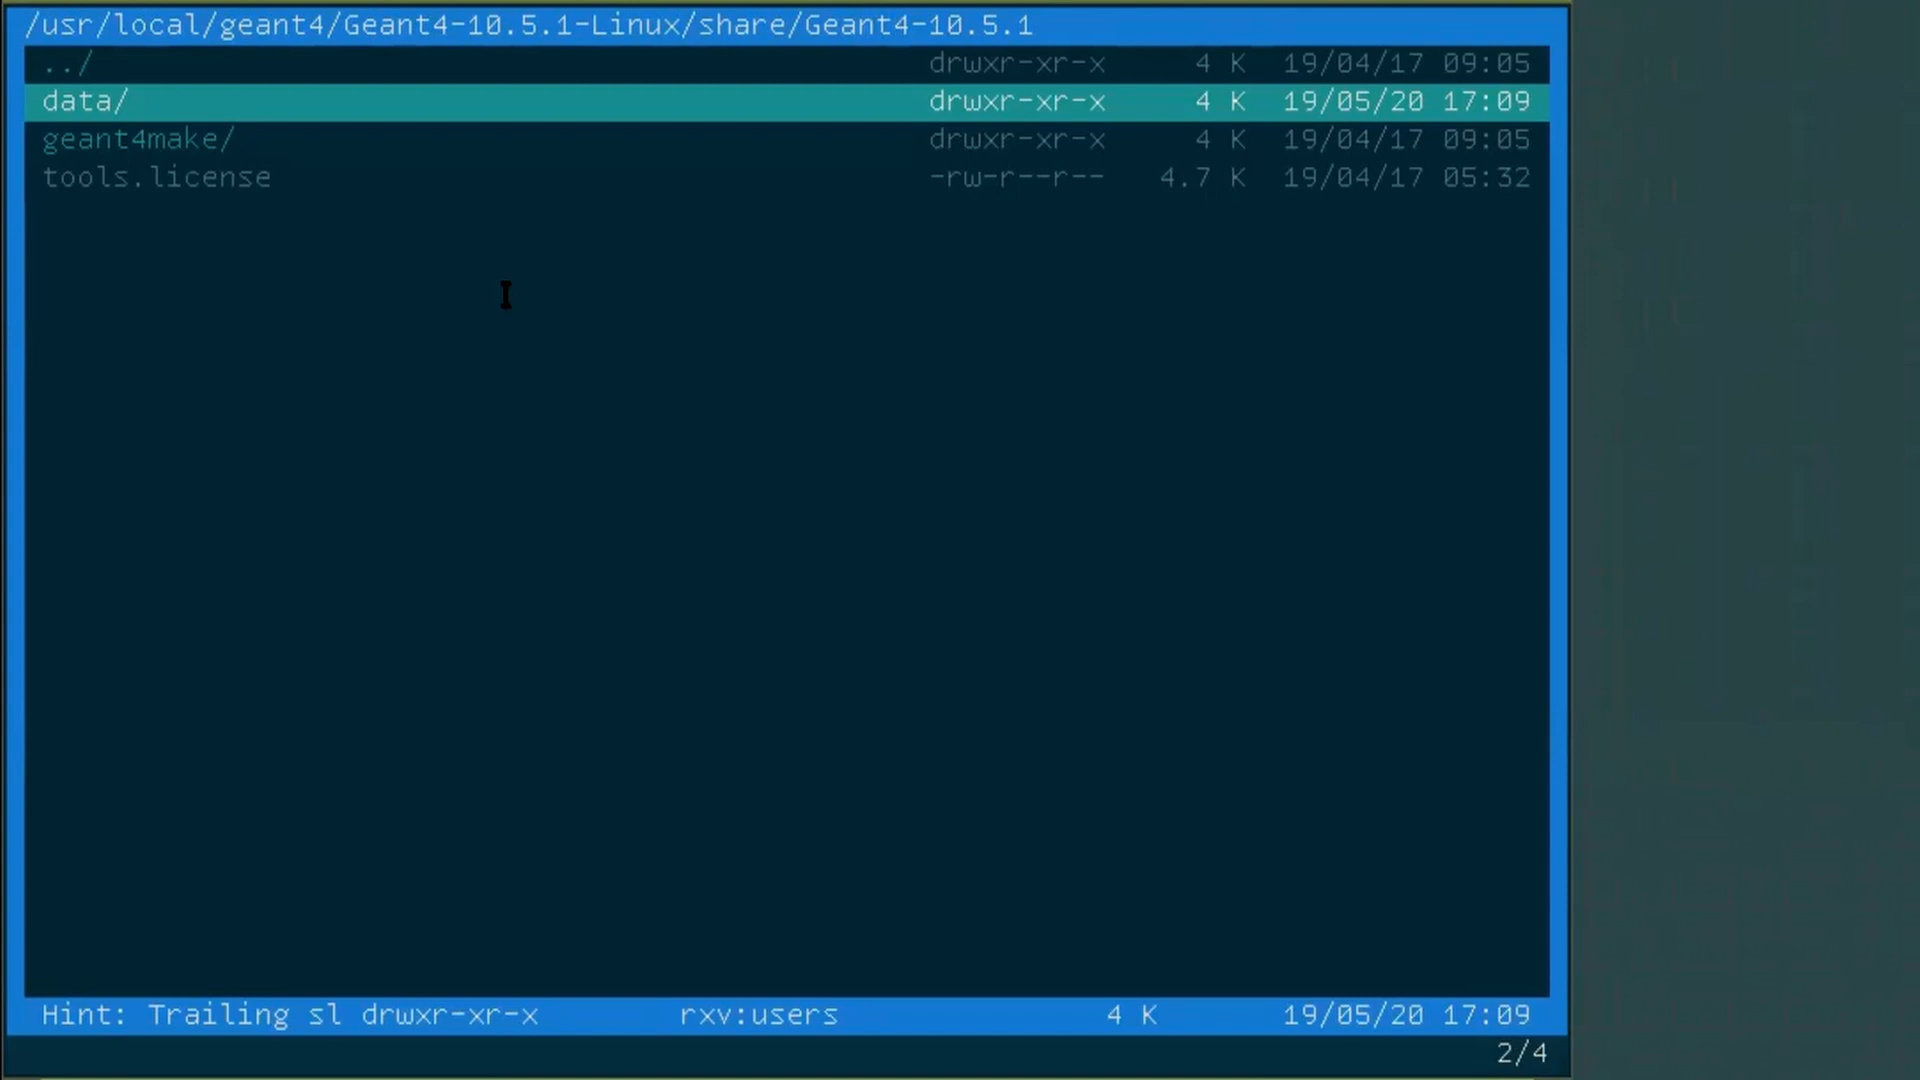 /usr/local/geant4/Geant4-10.5.1-Linux/share/Geant4-10.5.1
../ drwxr-xr-x 4 K 19/04/17 09:05
data/ drwxr-xr-x 4 K 19/05/20 17:09
geant4make/ drwxr-xr-x 4 K 19/04/17 09:05
tools.license -rw-r--r-- 4.7 K 19/04/17 05:32
Hint: Trailing sl drwxr-xr-x rxv:users 4 K 19/05/20 17:09
2/4